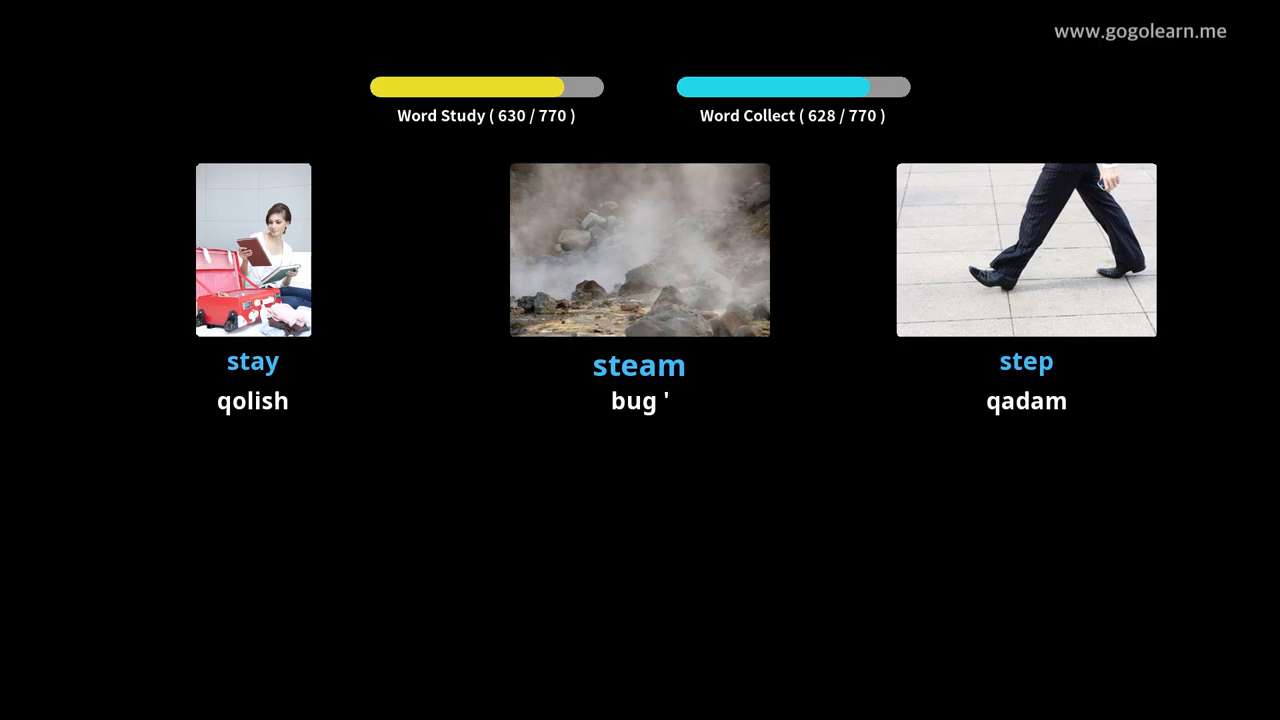 www.gogolearn.me
Word Study ( 630 / 770 )
Word Collect ( 628 / 770 )
stay
qolish
steam
bug '
step
qadam